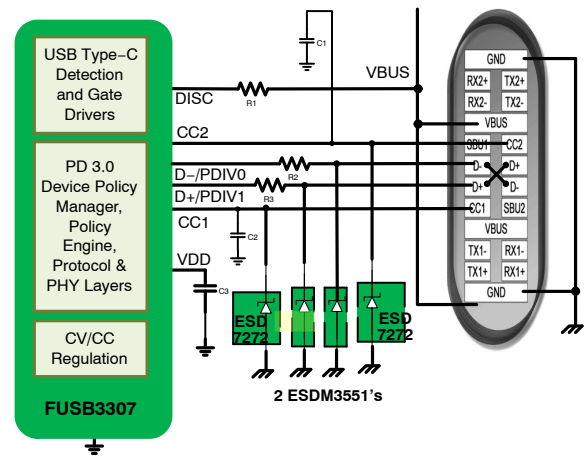 USB Type-C
Detection
and Gate
Drivers
PD 3.0
Device Policy
Manager,
Policy
Engine,
Protocol &
PHY Layers
CV/CC
Regulation
FUSB3307
DISC
R1
VBUS
C1
CC2
R2
D-/PDIV0
R3
D+/PDIV1
CC1
C2
VDD
C3
ESD
7272
ESD
7272
2 ESDM3551's
GND
RX2+ TX2+
RX2- TX2-
VBUS
SBU1 CC2
D- D+
D+ D-
CC1 SBU2
VBUS
TX1- RX1-
TX1+ RX1+
GND